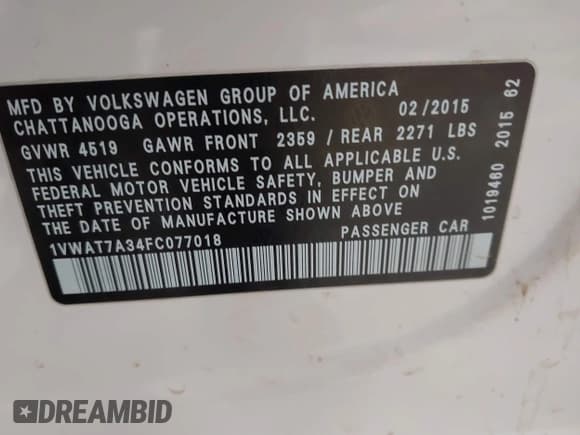 MFD BY VOLKSWAGEN GROUP OF AMERICA
CHATTANOOGA OPERATIONS, LLC. 02/2015
GVWR 4519 GAWR FRONT 2359 / REAR 2271 LBS
THIS VEHICLE CONFORMS TO ALL APPLICABLE U.S.
FEDERAL MOTOR VEHICLE SAFETY, BUMPER AND
THEFT PREVENTION STANDARDS IN EFFECT ON
THE DATE OF MANUFACTURE SHOWN ABOVE
1VWAT7A34FC077018 PASSENGER CAR
1019460 2015 62
DREAMBID